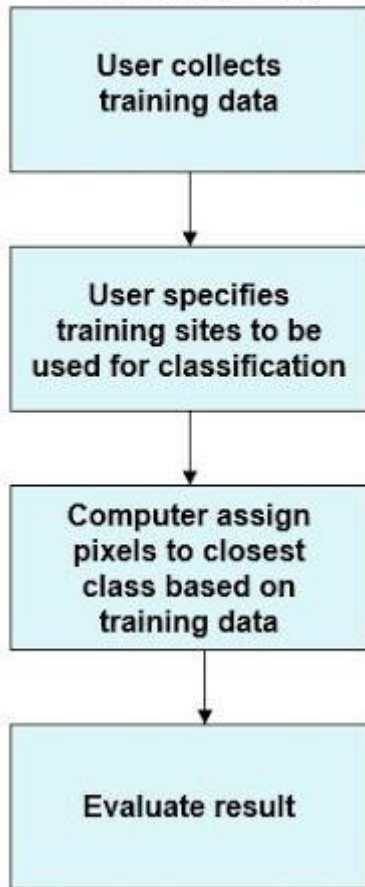 User collects
training data
User specifies
training sites to be
used for classification
Computer assign
pixels to closest
class based on
training data
Evaluate result